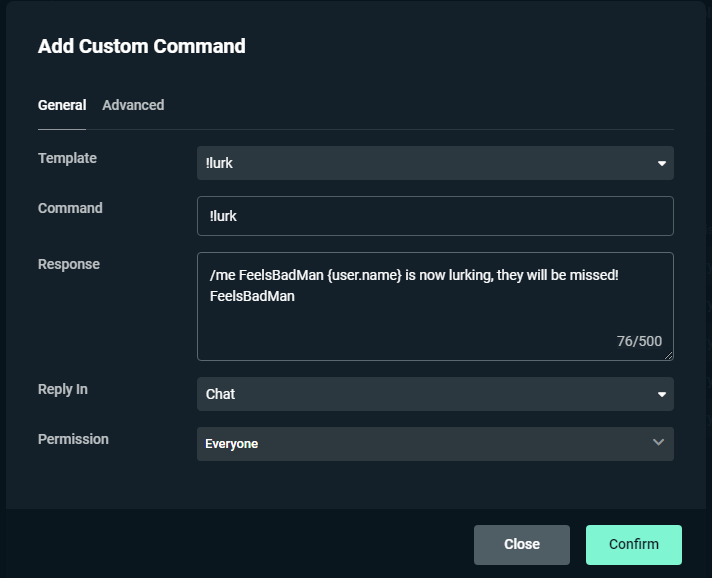 Add Custom Command
General Advanced
Template !lurk
Command !lurk
Response /me FeelsBadMan {user.name} is now lurking, they will be missed!
FeelsBadMan
76/500
Reply In Chat
Permission Everyone
Close Confirm